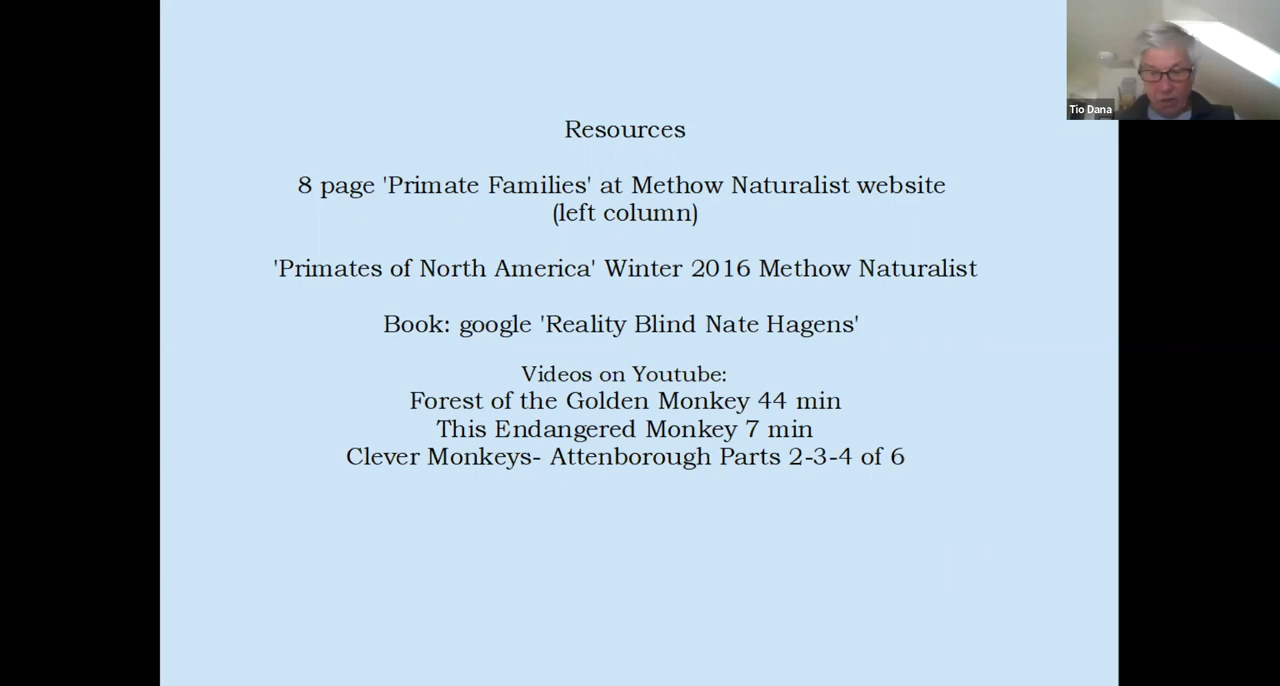 Resources
8 page 'Primate Families' at Methow Naturalist website
(left column)
'Primates of North America' Winter 2016 Methow Naturalist
Book: google 'Reality Blind Nate Hagens'
Videos on Youtube:
Forest of the Golden Monkey 44 min
This Endangered Monkey 7 min
Clever Monkeys- Attenborough Parts 2-3-4 of 6
Tio Dana